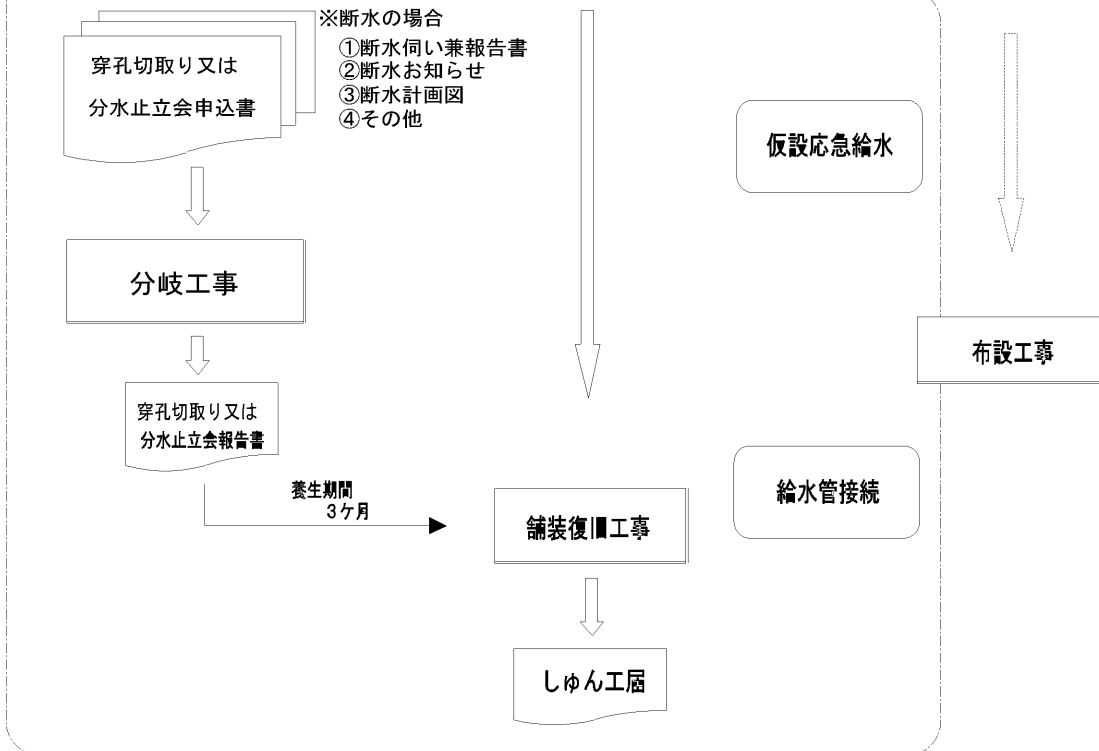 ※断水の場合
①断水伺い兼報告書
②断水お知らせ
③断水計画図
④その他
穿孔切取り又は
分水止立会申込書
仮設応急給水
分岐工事
布設工事
穿孔切取り又は
分水止立会報告書
養生期間
3ケ月
給水管接続
舗装復旧工事
しゅん工届